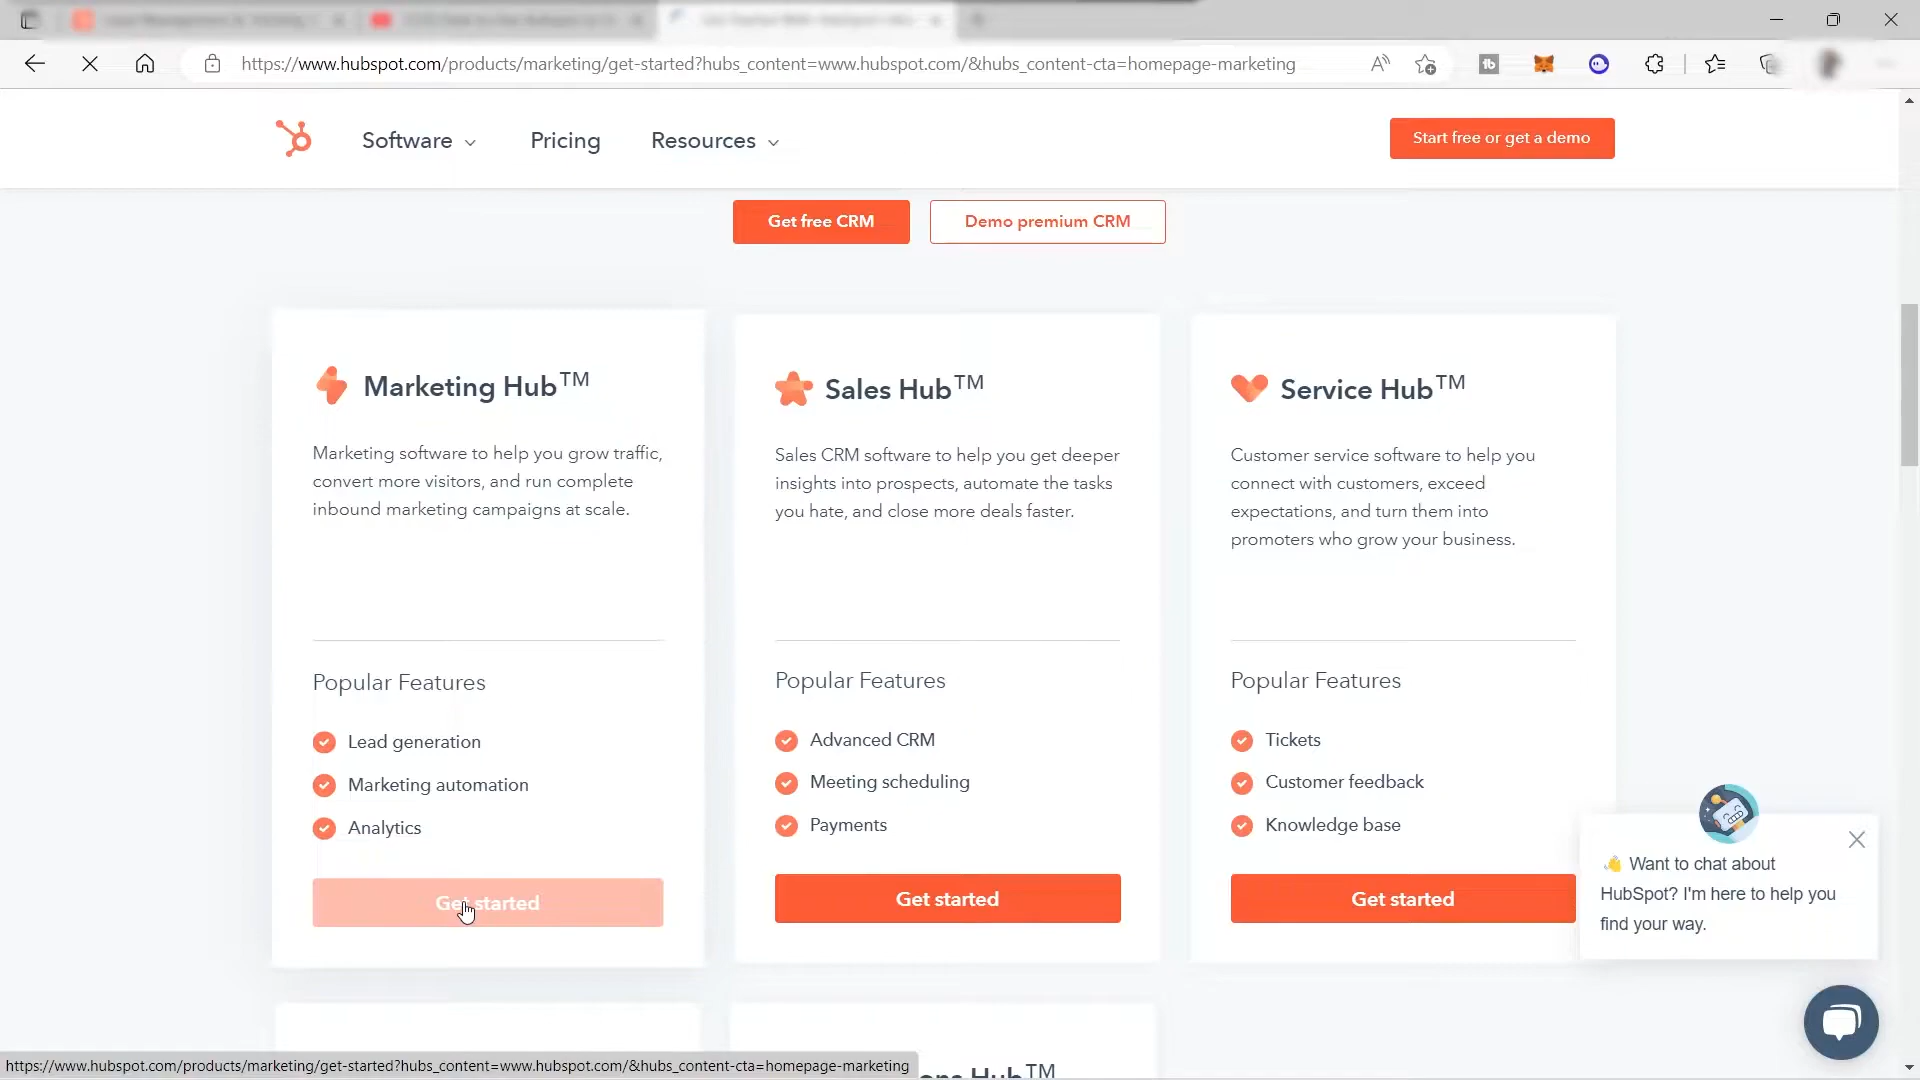 https://www.hubspot.com/products/marketing/get-started?hubs_content=www.hubspot.com/&hubs_content-cta=homepage-marketing
Software
Pricing
Resources
Start free or get a demo
Get free CRM
Demo premium CRM
Marketing Hub™
Sales Hub™
Service Hub™
Marketing software to help you grow traffic,
convert more visitors, and run complete
inbound marketing campaigns at scale.
Sales CRM software to help you get deeper
insights into prospects, automate the tasks
you hate, and close more deals faster.
Customer service software to help you
connect with customers, exceed
expectations, and turn them into
promoters who grow your business.
Popular Features
Lead generation
Marketing automation
Analytics
Get started
Popular Features
Advanced CRM
Meeting scheduling
Payments
Get started
Popular Features
Tickets
Customer feedback
Knowledge base
Get started
👋 Want to chat about
HubSpot? I'm here to help you
find your way.
Hub™
https://www.hubspot.com/products/marketing/get-started?hubs_content=www.hubspot.com/&hubs_content-cta=homepage-marketing